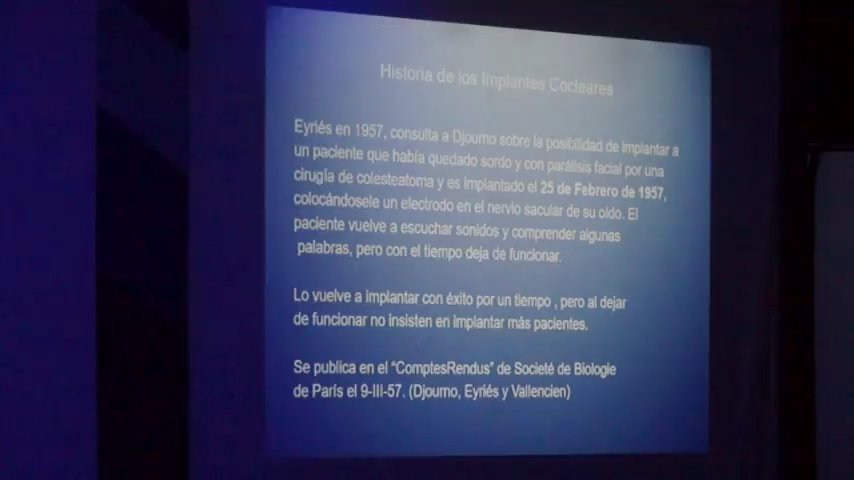 Historia de los Implantes Cocleares
Eyriés en 1957, consulta a Djourno sobre la posibilidad de implantar a
un paciente que había quedado sordo y con parálisis facial por una
cirugía de colesteatoma y es implantado el 25 de Febrero de 1957,
colocándosele un electrodo en el nervio sacular de su oído. El
paciente vuelve a escuchar sonidos y comprender algunas
palabras, pero con el tiempo deja de funcionar.
Lo vuelve a implantar con éxito por un tiempo , pero al dejar
de funcionar no insisten en implantar más pacientes.
Se publica en el “ComptesRendus” de Societé de Biologie
de París el 9-III-57. (Djourno, Eyriés y Vallencien)